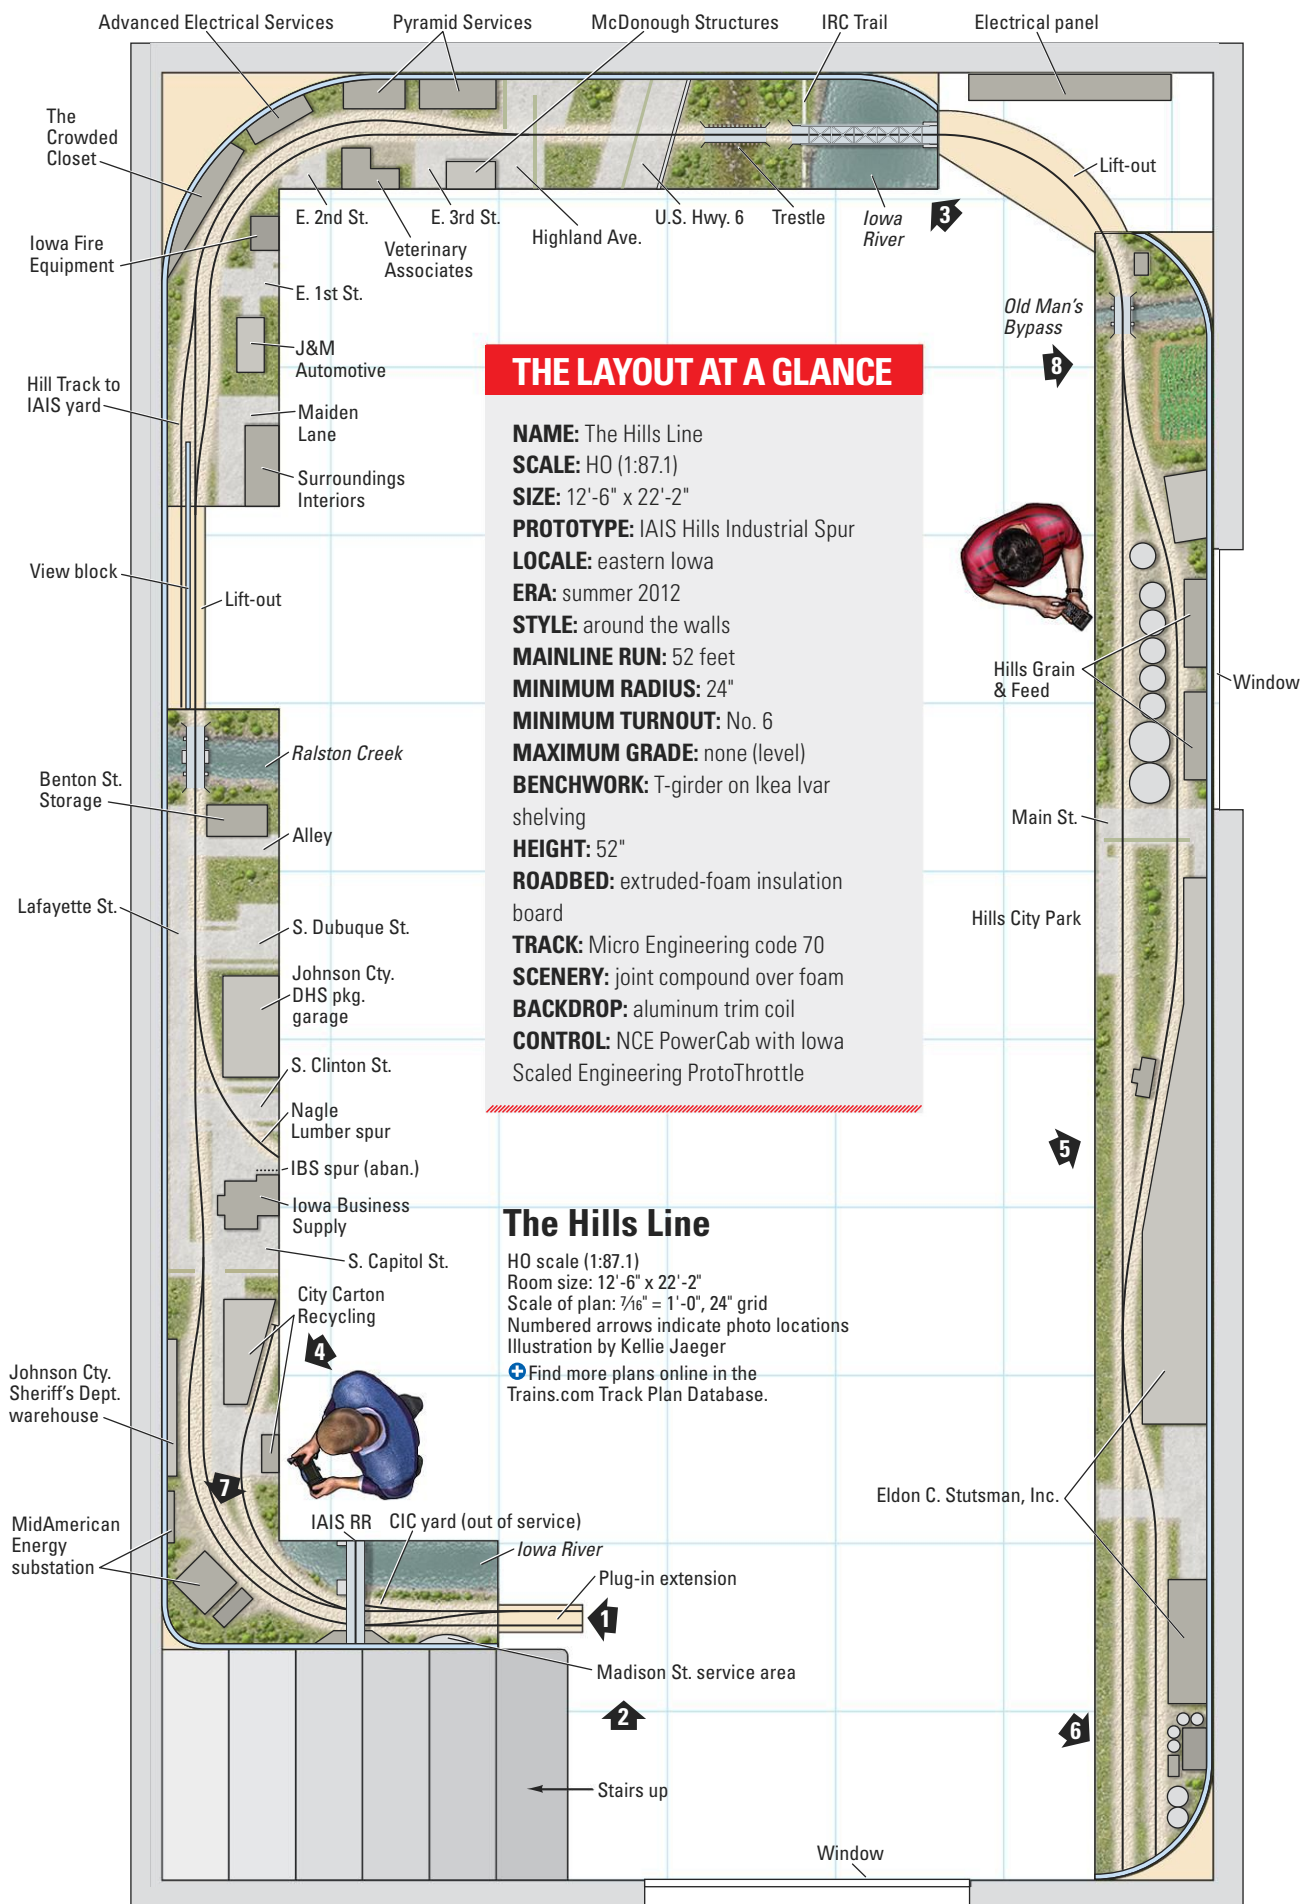 Advanced Electrical Services
Pyramid Services
McDonough Structures
IRC Trail
Electrical panel
The
Crowded
Closet
Lift-out
E. 2nd St.
E. 3rd St.
U.S. Hwy. 6
Trestle
Iowa
River
3
Veterinary
Associates
Highland Ave.
Iowa Fire
Equipment
E. 1st St.
Old Man's
Bypass
8
J&M
Automotive
Hill Track to
IAIS yard
Maiden
Lane
Surroundings
Interiors
View block
Lift-out
THE LAYOUT AT A GLANCE
NAME: The Hills Line
SCALE: HO (1:87.1)
SIZE: 12'-6" x 22'-2"
PROTOTYPE: IAIS Hills Industrial Spur
LOCALE: eastern Iowa
ERA: summer 2012
STYLE: around the walls
MAINLINE RUN: 52 feet
MINIMUM RADIUS: 24"
MINIMUM TURNOUT: No. 6
MAXIMUM GRADE: none (level)
BENCHWORK: T-girder on Ikea Ivar
shelving
HEIGHT: 52"
ROADBED: extruded-foam insulation
board
TRACK: Micro Engineering code 70
SCENERY: joint compound over foam
BACKDROP: aluminum trim coil
CONTROL: NCE PowerCab with Iowa
Scaled Engineering ProtoThrottle
Hills Grain
& Feed
Window
Ralston Creek
Benton St.
Storage
Alley
Main St.
Lafayette St.
S. Dubuque St.
Hills City Park
Johnson Cty.
DHS pkg.
garage
S. Clinton St.
Nagle
Lumber spur
5
IBS spur (aban.)
Iowa Business
Supply
S. Capitol St.
The Hills Line
HO scale (1:87.1)
Room size: 12'-6" x 22'-2"
Scale of plan: 7/16" = 1'-0", 24" grid
Numbered arrows indicate photo locations
Illustration by Kellie Jaeger
Find more plans online in the
Trains.com Track Plan Database.
City Carton
Recycling
4
Johnson Cty.
Sheriff's Dept.
warehouse
7
Eldon C. Stutsman, Inc.
MidAmerican
Energy
substation
IAIS RR
CIC yard (out of service)
Iowa River
Plug-in extension
1
Madison St. service area
2
6
Stairs up
Window